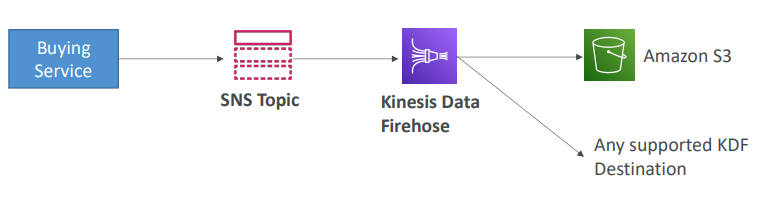 Buying
Service
SNS Topic
Kinesis Data
Firehose
Amazon S3
Any supported KDF
Destination